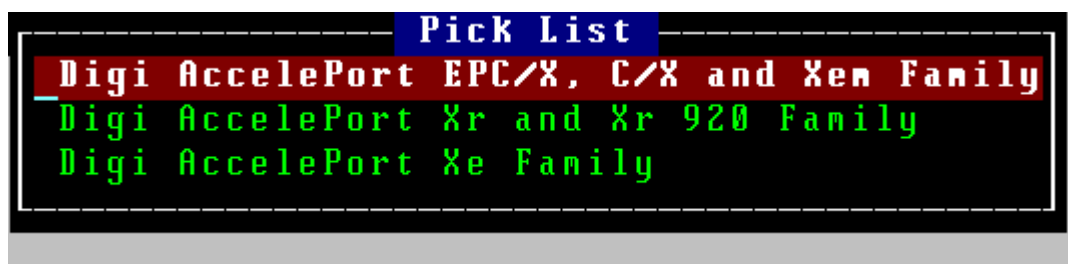 Pick List
Digi AccelePort EPC/X, C/X and Xem Family
Digi AccelePort Xr and Xr 920 Family
Digi AccelePort Xe Family